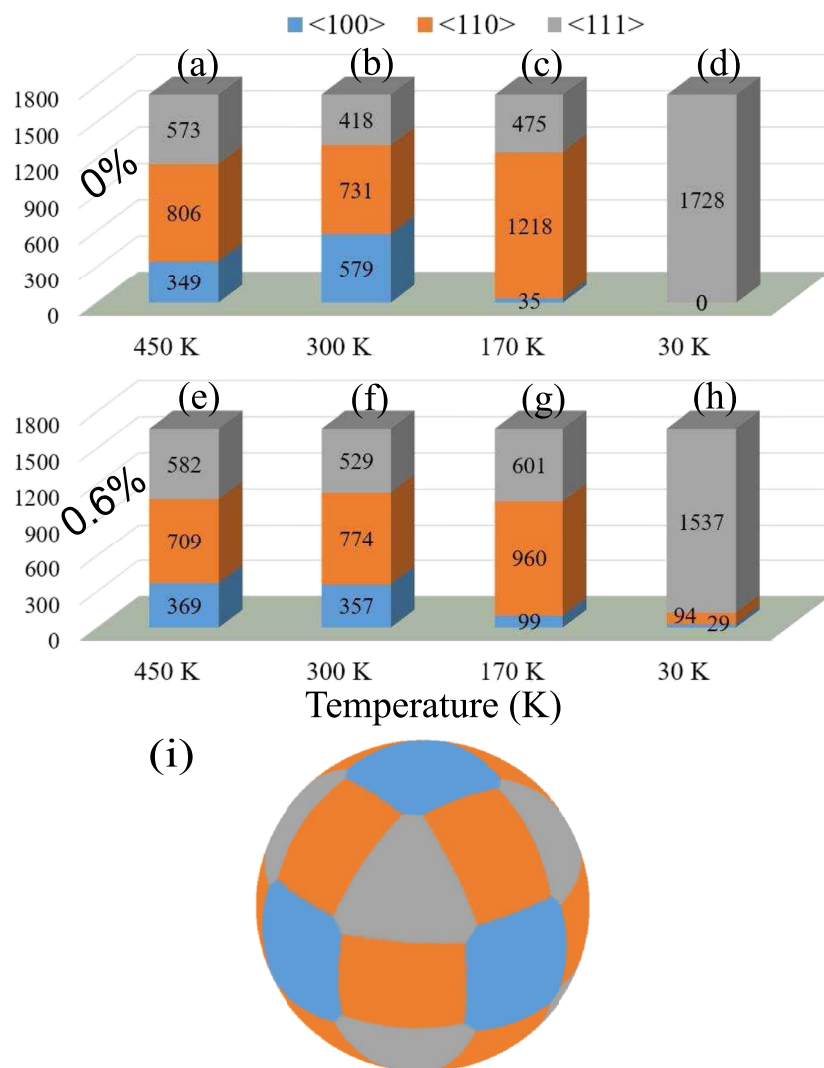 <100> <110> <111>
(a) (b) (c) (d)
1800
1500
1200
900
600
300
0
0%
573 418 475
806 731 1218 1728
349 579 35 0
450 K 300 K 170 K 30 K
(e) (f) (g) (h)
1800
1500
1200
900
600
300
0
0.6%
582 529 601 1537
709 774 960 94
369 357 99 29
450 K 300 K 170 K 30 K
Temperature (K)
(i)